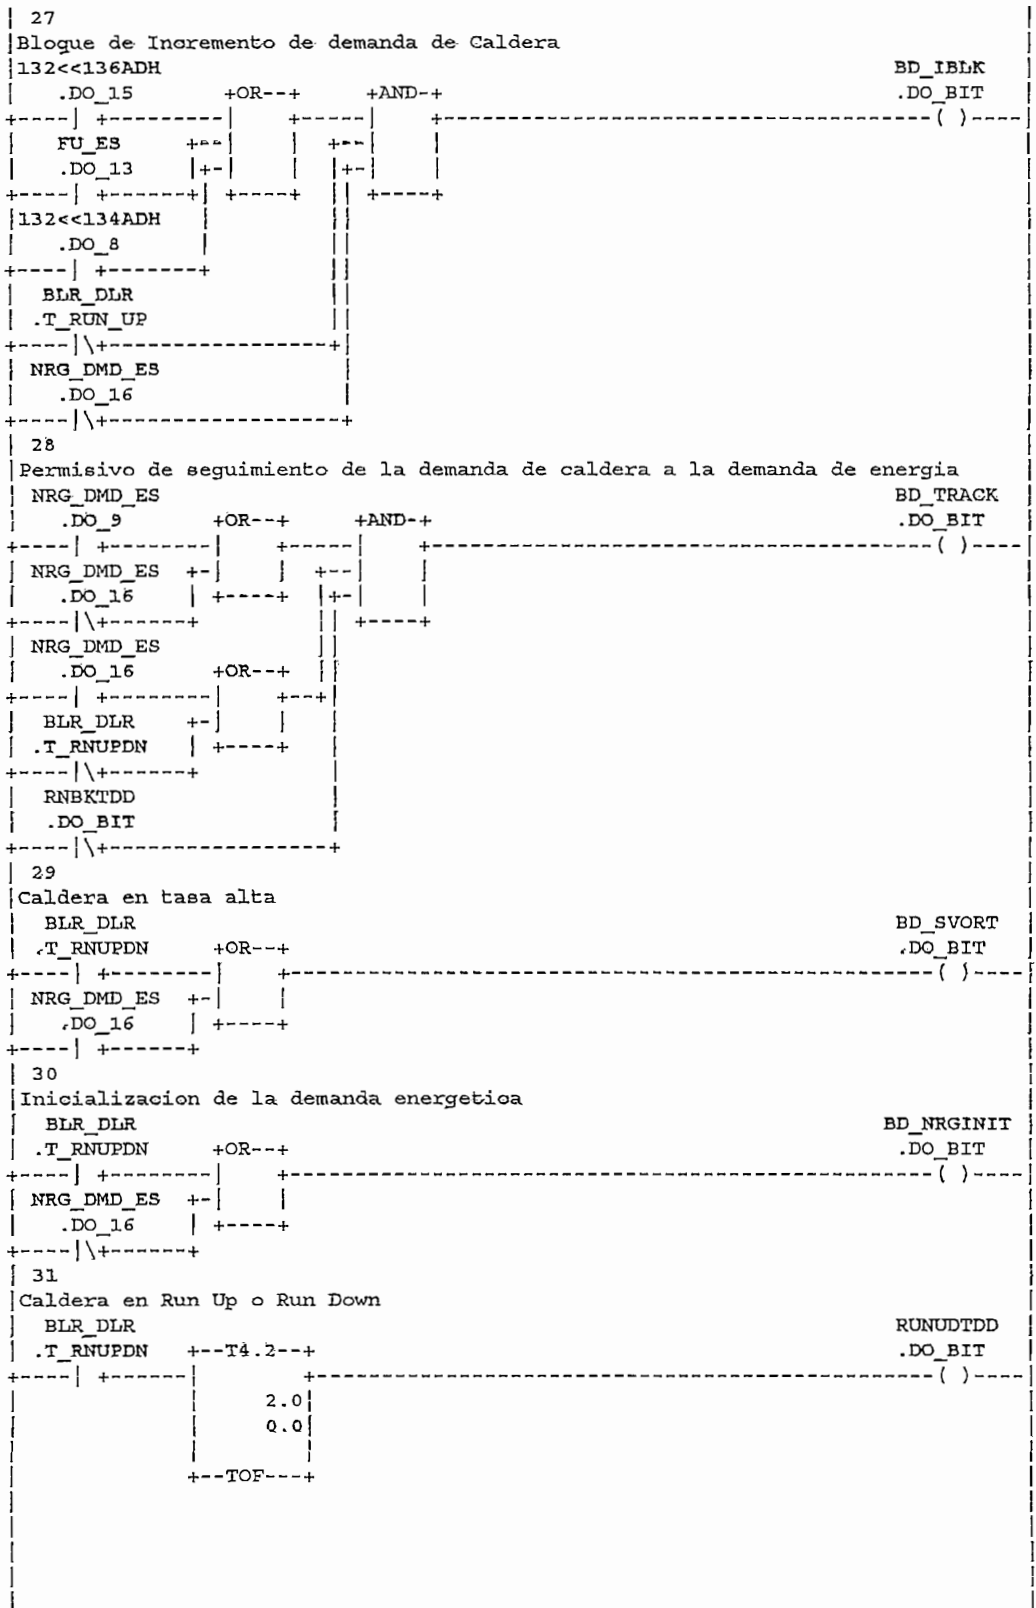 27
Bloque de Incremento de demanda de Caldera
132<<136ADH BD_IBLK
.DO_15 +OR--+ +AND-+ .DO_BIT
FU_ES
.DO_13
132<<134ADH
.DO_8
BLR_DLR
.T_RUN_UP
NRG_DMD_ES
.DO_16
28
Permisivo de seguimiento de la demanda de caldera a la demanda de energia
NRG_DMD_ES BD_TRACK
.DO_9 +OR--+ +AND-+ .DO_BIT
NRG_DMD_ES
.DO_16
NRG_DMD_ES
.DO_16 +OR--+
BLR_DLR
.T_RNUPDN
RNBKTDD
.DO_BIT
29
Caldera en tasa alta
BLR_DLR BD_SVORT
.T_RNUPDN +OR--+ .DO_BIT
NRG_DMD_ES
.DO_16
30
Inicializacion de la demanda energetica
BLR_DLR BD_NRGINIT
.T_RNUPDN +OR--+ .DO_BIT
NRG_DMD_ES
.DO_16
31
Caldera en Run Up o Run Down
BLR_DLR RUNUDTDD
.T_RNUPDN +--T4.2--+ .DO_BIT
2.0
0.0
+--TOF---+